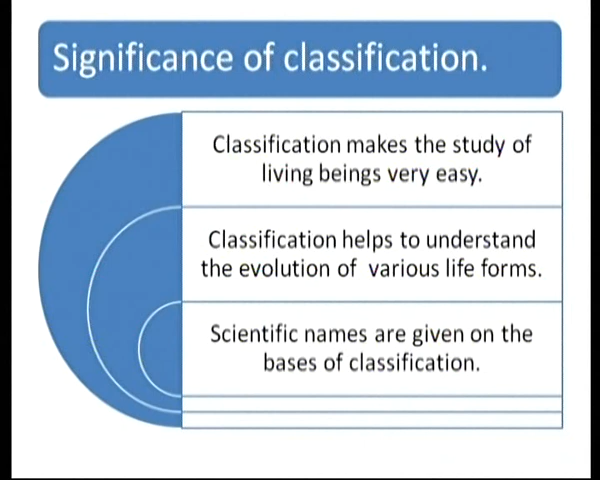 Significance of classification.
Classification makes the study of
living beings very easy.
Classification helps to understand
the evolution of various life forms.
Scientific names are given on the
bases of classification.